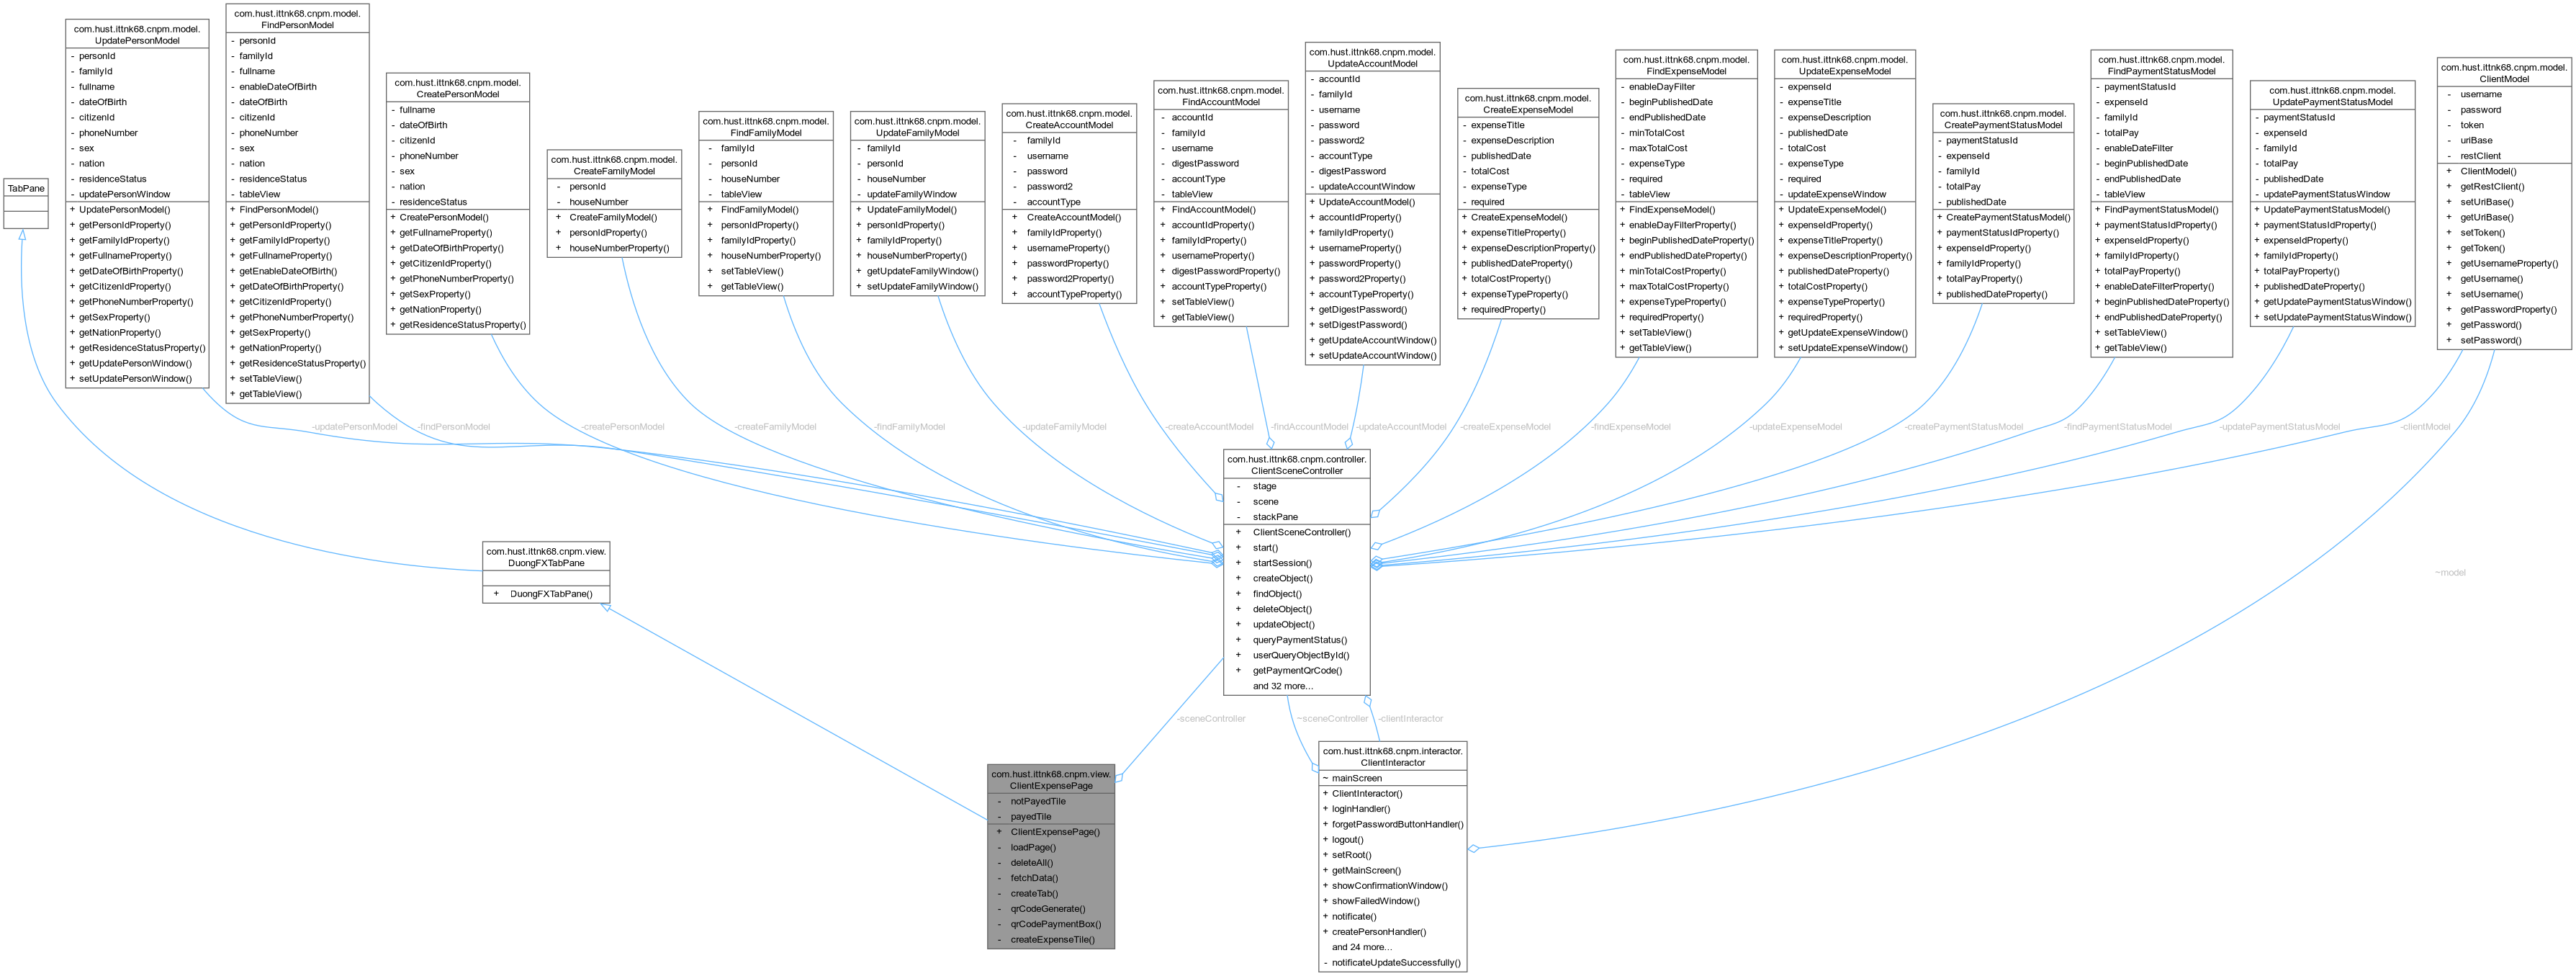 TabPane
com.hust.ittnk68.cnpm.model.
UpdatePersonModel
- personId
- familyId
- fullname
- dateOfBirth
- citizenId
- phoneNumber
- sex
- nation
- residenceStatus
- updatePersonWindow
+ UpdatePersonModel()
+ getPersonIdProperty()
+ getFamilyIdProperty()
+ getFullnameProperty()
+ getDateOfBirthProperty()
+ getCitizenIdProperty()
+ getPhoneNumberProperty()
+ getSexProperty()
+ getNationProperty()
+ getResidenceStatusProperty()
+ getUpdatePersonWindow()
+ setUpdatePersonWindow()
com.hust.ittnk68.cnpm.model.
FindPersonModel
- personId
- familyId
- fullname
- enableDateOfBirth
- dateOfBirth
- citizenId
- phoneNumber
- sex
- nation
- residenceStatus
- tableView
+ FindPersonModel()
+ getPersonIdProperty()
+ getFamilyIdProperty()
+ getFullnameProperty()
+ getEnableDateOfBirth()
+ getDateOfBirthProperty()
+ getCitizenIdProperty()
+ getPhoneNumberProperty()
+ getSexProperty()
+ getNationProperty()
+ getResidenceStatusProperty()
+ setTableView()
+ getTableView()
com.hust.ittnk68.cnpm.model.
CreatePersonModel
- fullname
- dateOfBirth
- citizenId
- phoneNumber
- sex
- nation
- residenceStatus
+ CreatePersonModel()
+ getFullnameProperty()
+ getDateOfBirthProperty()
+ getCitizenIdProperty()
+ getPhoneNumberProperty()
+ getSexProperty()
+ getNationProperty()
+ getResidenceStatusProperty()
com.hust.ittnk68.cnpm.model.
CreateFamilyModel
- personId
- houseNumber
+ CreateFamilyModel()
+ personIdProperty()
+ houseNumberProperty()
com.hust.ittnk68.cnpm.model.
FindFamilyModel
- familyId
- personId
- houseNumber
- tableView
+ FindFamilyModel()
+ personIdProperty()
+ familyIdProperty()
+ houseNumberProperty()
+ setTableView()
+ getTableView()
com.hust.ittnk68.cnpm.model.
UpdateFamilyModel
- familyId
- personId
- houseNumber
- updateFamilyWindow
+ UpdateFamilyModel()
+ personIdProperty()
+ familyIdProperty()
+ houseNumberProperty()
+ getUpdateFamilyWindow()
+ setUpdateFamilyWindow()
com.hust.ittnk68.cnpm.model.
CreateAccountModel
- familyId
- username
- password
- password2
- accountType
+ CreateAccountModel()
+ familyIdProperty()
+ usernameProperty()
+ passwordProperty()
+ password2Property()
+ accountTypeProperty()
com.hust.ittnk68.cnpm.model.
FindAccountModel
- accountId
- familyId
- username
- digestPassword
- accountType
- tableView
+ FindAccountModel()
+ accountIdProperty()
+ familyIdProperty()
+ usernameProperty()
+ digestPasswordProperty()
+ accountTypeProperty()
+ setTableView()
+ getTableView()
com.hust.ittnk68.cnpm.model.
UpdateAccountModel
- accountId
- familyId
- username
- password
- password2
- accountType
- digestPassword
- updateAccountWindow
+ UpdateAccountModel()
+ accountIdProperty()
+ familyIdProperty()
+ usernameProperty()
+ passwordProperty()
+ password2Property()
+ accountTypeProperty()
+ getDigestPassword()
+ setDigestPassword()
+ getUpdateAccountWindow()
+ setUpdateAccountWindow()
com.hust.ittnk68.cnpm.model.
CreateExpenseModel
- expenseTitle
- expenseDescription
- publishedDate
- totalCost
- expenseType
- required
+ CreateExpenseModel()
+ expenseTitleProperty()
+ expenseDescriptionProperty()
+ publishedDateProperty()
+ totalCostProperty()
+ expenseTypeProperty()
+ requiredProperty()
com.hust.ittnk68.cnpm.model.
FindExpenseModel
- enableDayFilter
- beginPublishedDate
- endPublishedDate
- minTotalCost
- maxTotalCost
- expenseType
- required
- tableView
+ FindExpenseModel()
+ enableDayFilterProperty()
+ beginPublishedDateProperty()
+ endPublishedDateProperty()
+ minTotalCostProperty()
+ maxTotalCostProperty()
+ expenseTypeProperty()
+ requiredProperty()
+ setTableView()
+ getTableView()
com.hust.ittnk68.cnpm.model.
UpdateExpenseModel
- expenseId
- expenseTitle
- expenseDescription
- publishedDate
- totalCost
- expenseType
- required
- updateExpenseWindow
+ UpdateExpenseModel()
+ expenseIdProperty()
+ expenseTitleProperty()
+ expenseDescriptionProperty()
+ publishedDateProperty()
+ totalCostProperty()
+ expenseTypeProperty()
+ requiredProperty()
+ getUpdateExpenseWindow()
+ setUpdateExpenseWindow()
com.hust.ittnk68.cnpm.model.
CreatePaymentStatusModel
- paymentStatusId
- expenseId
- familyId
- totalPay
- publishedDate
+ CreatePaymentStatusModel()
+ paymentStatusIdProperty()
+ expenseIdProperty()
+ familyIdProperty()
+ totalPayProperty()
+ publishedDateProperty()
com.hust.ittnk68.cnpm.model.
FindPaymentStatusModel
- paymentStatusId
- expenseId
- familyId
- totalPay
- enableDateFilter
- beginPublishedDate
- endPublishedDate
- tableView
+ FindPaymentStatusModel()
+ paymentStatusIdProperty()
+ expenseIdProperty()
+ familyIdProperty()
+ totalPayProperty()
+ enableDateFilterProperty()
+ beginPublishedDateProperty()
+ endPublishedDateProperty()
+ setTableView()
+ getTableView()
com.hust.ittnk68.cnpm.model.
UpdatePaymentStatusModel
- paymentStatusId
- expenseId
- familyId
- totalPay
- publishedDate
- updatePaymentStatusWindow
+ UpdatePaymentStatusModel()
+ paymentStatusIdProperty()
+ expenseIdProperty()
+ familyIdProperty()
+ totalPayProperty()
+ publishedDateProperty()
+ getUpdatePaymentStatusWindow()
+ setUpdatePaymentStatusWindow()
com.hust.ittnk68.cnpm.model.
ClientModel
- username
- password
- token
- uriBase
- restClient
+ ClientModel()
+ getRestClient()
+ setUriBase()
+ getUriBase()
+ setToken()
+ getToken()
+ getUsernameProperty()
+ getUsername()
+ setUsername()
+ getPasswordProperty()
+ getPassword()
+ setPassword()
-updatePersonModel
-findPersonModel
-createPersonModel
-createFamilyModel
-findFamilyModel
-updateFamilyModel
-createAccountModel
-findAccountModel
-updateAccountModel
-createExpenseModel
-findExpenseModel
-updateExpenseModel
-createPaymentStatusModel
-findPaymentStatusModel
-updatePaymentStatusModel
-clientModel
com.hust.ittnk68.cnpm.controller.
ClientSceneController
- stage
- scene
- stackPane
+ ClientSceneController()
+ start()
+ startSession()
+ createObject()
+ findObject()
+ deleteObject()
+ updateObject()
+ queryPaymentStatus()
+ userQueryObjectById()
+ getPaymentQrCode()
and 32 more...
com.hust.ittnk68.cnpm.view.
DuongFXTabPane
+ DuongFXTabPane()
~model
-sceneController
~sceneController
-clientInteractor
com.hust.ittnk68.cnpm.view.
ClientExpensePage
- notPayedTile
- payedTile
+ ClientExpensePage()
- loadPage()
- deleteAll()
- fetchData()
- createTab()
- qrCodeGenerate()
- qrCodePaymentBox()
- createExpenseTile()
com.hust.ittnk68.cnpm.interactor.
ClientInteractor
~ mainScreen
+ ClientInteractor()
+ loginHandler()
+ forgetPasswordButtonHandler()
+ logout()
+ setRoot()
+ getMainScreen()
+ showConfirmationWindow()
+ showFailedWindow()
+ notificate()
+ createPersonHandler()
and 24 more...
- notificateUpdateSuccessfully()